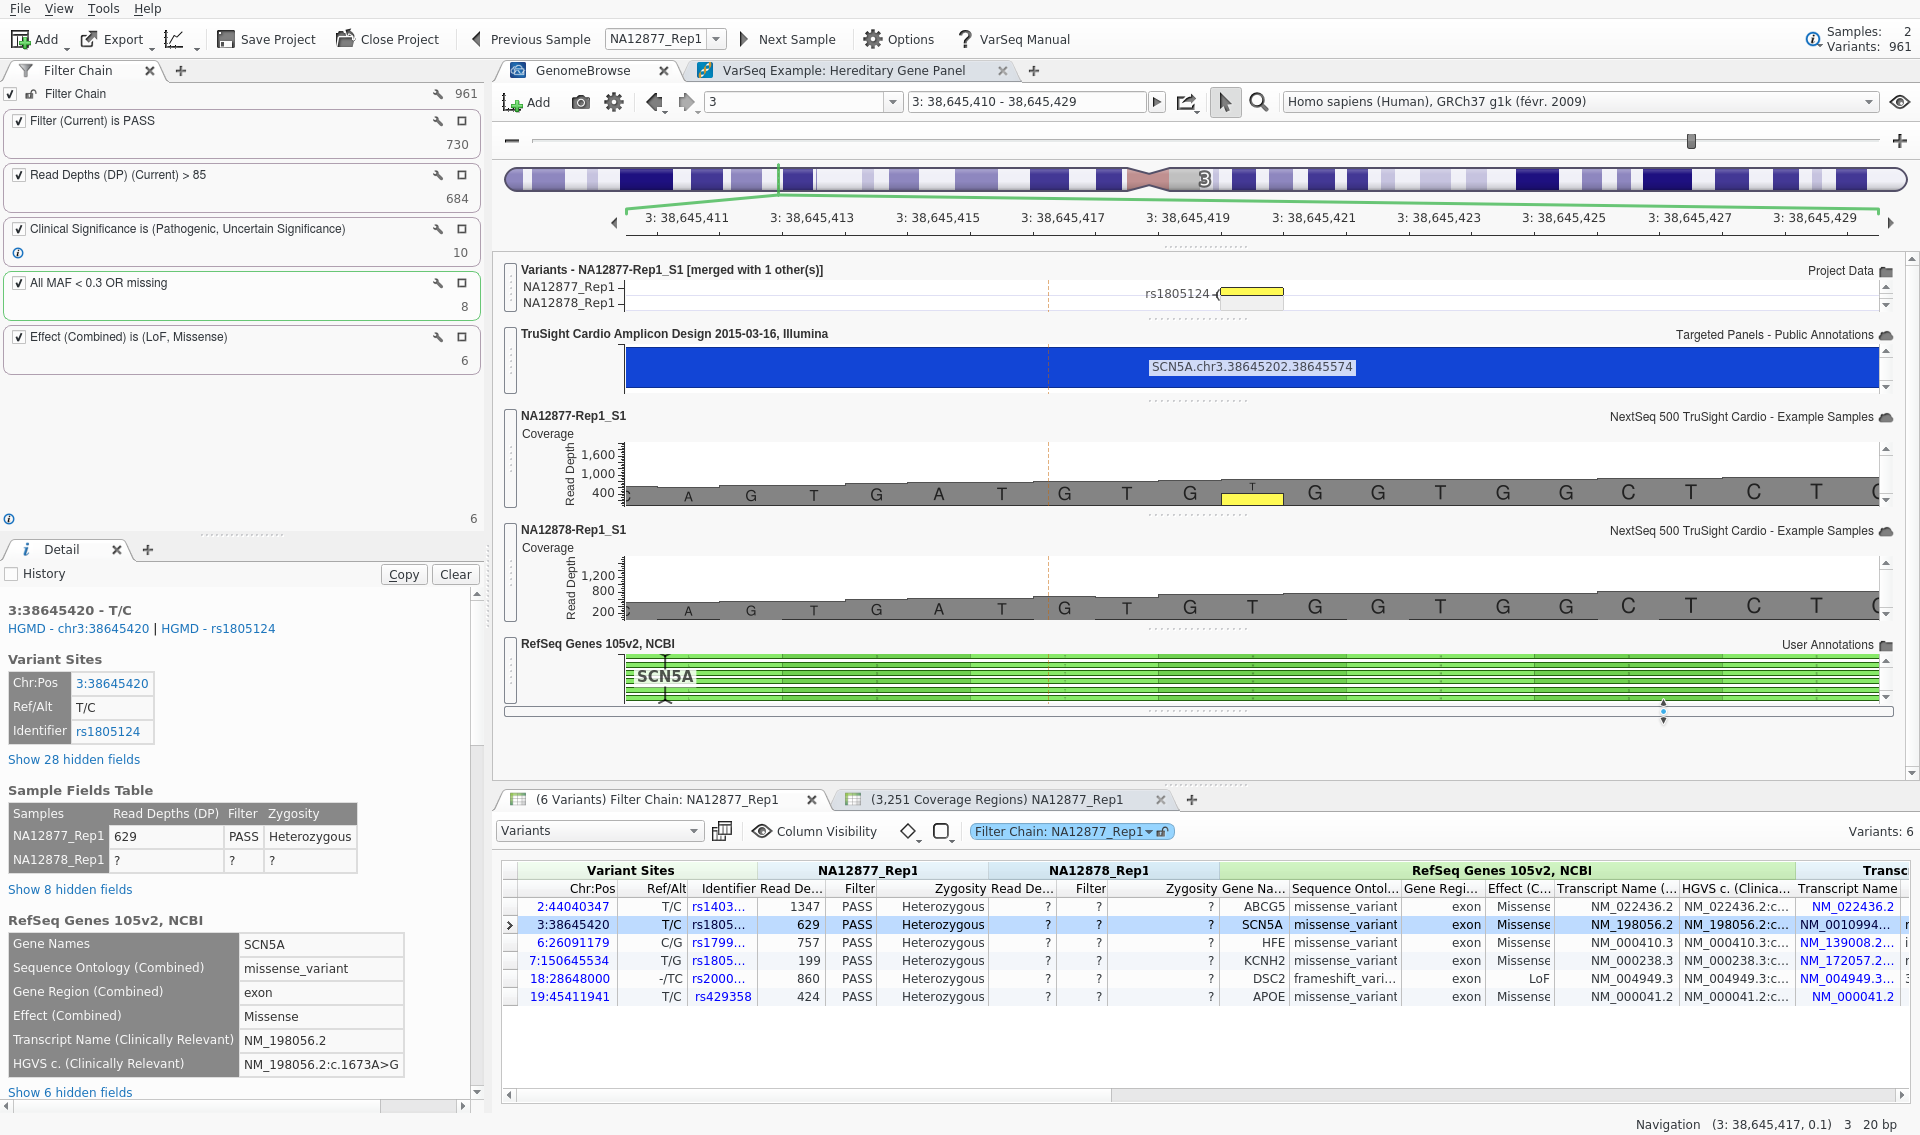 File View Tools Help
Add Export Save Project Close Project Previous Sample NA12877_Rep1 Next Sample Options VarSeq Manual
Samples: 2
Variants: 961
Filter Chain
Filter Chain 961
Filter (Current) is PASS
730
Read Depths (DP) (Current) > 85
684
Clinical Significance is (Pathogenic, Uncertain Significance)
10
All MAF < 0.3 OR missing
8
Effect (Combined) is (LoF, Missense)
6
6
Detail
History Copy Clear
3:38645420 - T/C
HGMD - chr3:38645420 | HGMD - rs1805124
Variant Sites
Chr:Pos 3:38645420
Ref/Alt T/C
Identifier rs1805124
Show 28 hidden fields
Sample Fields Table
Samples Read Depths (DP) Filter Zygosity
NA12877_Rep1 629 PASS Heterozygous
NA12878_Rep1 ? ? ?
Show 8 hidden fields
RefSeq Genes 105v2, NCBI
Gene Names SCN5A
Sequence Ontology (Combined) missense_variant
Gene Region (Combined) exon
Effect (Combined) Missense
Transcript Name (Clinically Relevant) NM_198056.2
HGVS c. (Clinically Relevant) NM_198056.2:c.1673A>G
Show 6 hidden fields
GenomeBrowse VarSeq Example: Hereditary Gene Panel
Add 3 3: 38,645,410 - 38,645,429 Homo sapiens (Human), GRCh37 g1k (févr. 2009)
3
3: 38,645,411 3: 38,645,413 3: 38,645,415 3: 38,645,417 3: 38,645,419 3: 38,645,421 3: 38,645,423 3: 38,645,425 3: 38,645,427 3: 38,645,429
Variants - NA12877-Rep1_S1 [merged with 1 other(s)] Project Data
NA12877_Rep1
NA12878_Rep1
rs1805124
TruSight Cardio Amplicon Design 2015-03-16, Illumina Targeted Panels - Public Annotations
SCN5A.chr3.38645202.38645574
NA12877-Rep1_S1 NextSeq 500 TruSight Cardio - Example Samples
Coverage
Read Depth
1,600
1,000
400
A G T G A T G T G T G G T G G C T C T C
NA12878-Rep1_S1 NextSeq 500 TruSight Cardio - Example Samples
Coverage
Read Depth
1,200
800
200
A G T G A T G T G T G G T G G C T C T C
RefSeq Genes 105v2, NCBI User Annotations
SCN5A
(6 Variants) Filter Chain: NA12877_Rep1 (3,251 Coverage Regions) NA12877_Rep1
Variants Column Visibility Filter Chain: NA12877_Rep1 Variants: 6
Variant Sites NA12877_Rep1 NA12878_Rep1 RefSeq Genes 105v2, NCBI Transc
Chr:Pos Ref/Alt Identifier Read De... Filter Zygosity Read De... Filter Zygosity Gene Na... Sequence Ontol... Gene Regi... Effect (C... Transcript Name (... HGVS c. (Clinica... Transcript Name
2:44040347 T/C rs1403... 1347 PASS Heterozygous ? ? ? ABCG5 missense_variant exon Missense NM_022436.2 NM_022436.2:c... NM_022436.2
3:38645420 T/C rs1805... 629 PASS Heterozygous ? ? ? SCN5A missense_variant exon Missense NM_198056.2 NM_198056.2:c... NM_0010994...
6:26091179 C/G rs1799... 757 PASS Heterozygous ? ? ? HFE missense_variant exon Missense NM_000410.3 NM_000410.3:c... NM_139008.2...
7:150645534 T/G rs1805... 199 PASS Heterozygous ? ? ? KCNH2 missense_variant exon Missense NM_000238.3 NM_000238.3:c... NM_172057.2...
18:28648000 -/TC rs2000... 860 PASS Heterozygous ? ? ? DSC2 frameshift_vari... exon LoF NM_004949.3 NM_004949.3:c... NM_004949.3...
19:45411941 T/C rs429358 424 PASS Heterozygous ? ? ? APOE missense_variant exon Missense NM_000041.2 NM_000041.2:c... NM_000041.2
Navigation (3: 38,645,417, 0.1) 3 20 bp